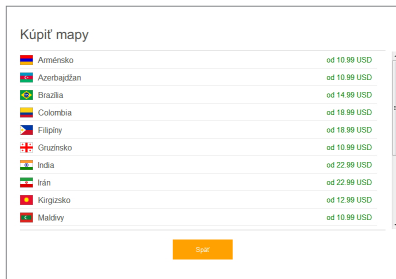 Kúpiť mapy
Arménsko od 10.99 USD
Azerbajdžan od 10.99 USD
Brazília od 14.99 USD
Colombia od 18.99 USD
Filipíny od 18.99 USD
Gruzínsko od 10.99 USD
India od 22.99 USD
Irán od 22.99 USD
Kirgizsko od 12.99 USD
Maldivy od 10.99 USD
Späť